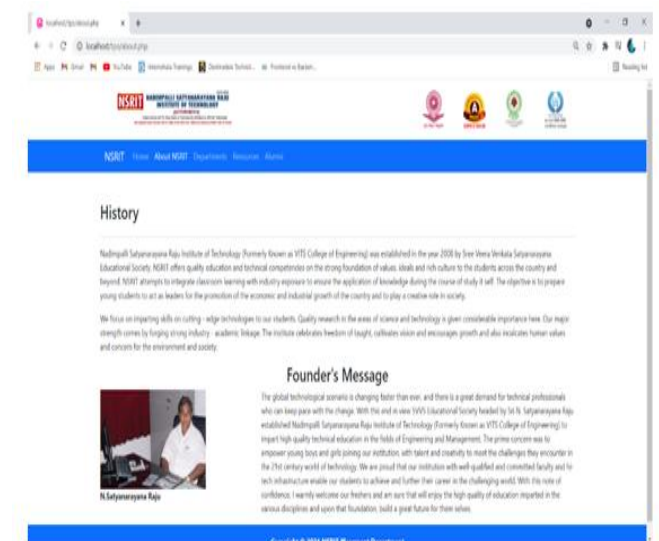 localhost/tps/about.php
localhost/tps/about.php
Apps
Gmail
YouTube
Internshala Trainings
Reading list
NSRIT NADIMPALLI SATYANARAYANA RAJU
INSTITUTE OF TECHNOLOGY
NSRIT Home About NSRIT Departments Resources Alumni
History
Nadimpalli Satyanarayana Raju Institute of Technology (Formerly Known as VITS College of Engineering) was established in the year 2008 by Sree Veera Venkata Satyanarayana
Educational Society. NSRIT offers quality education and technical competencies on the strong foundation of values, ideals and rich culture to the students across the country and
beyond. NSRIT attempts to integrate classroom learning with industry exposure to ensure the application of knowledge during the course of study it self. The objective is to prepare
young students to act as leaders for the promotion of the economic and industrial growth of the country and to play a creative role in society.
We focus on imparting skills on cutting - edge technologies to our students. Quality research in the areas of science and technology is given considerable importance here. Our major
strength comes by forging strong industry - academic linkage. The institute celebrates freedom of taught, cultivates vision and encourages growth and also inculcates human values
and concern for the environment and society.
Founder's Message
The global technological scenario is changing faster than ever, and there is a great demand for technical professionals
who can keep pace with the change. With this end in view SVVS Educational Society headed by Sri N. Satyanarayana Raju
established Nadimpalli Satyanarayana Raju Institute of Technology (Formerly Known as VITS College of Engineering) to
impart high quality technical education in the fields of Engineering and Management. The prime concern was to
empower young boys and girls joining our institution, with talent and creativity to meet the challenges they encounter in
the 21st century world of technology. We are proud that our institution with well qualified and committed faculty and hi-
tech infrastructure enable our students to achieve and further their career in the challenging world. With this note of
confidence, I warmly welcome our freshers and am sure that will enjoy the high quality of education imparted in the
various disciplines and upon that foundation, build a great future for them selves.
N.Satyanarayana Raju